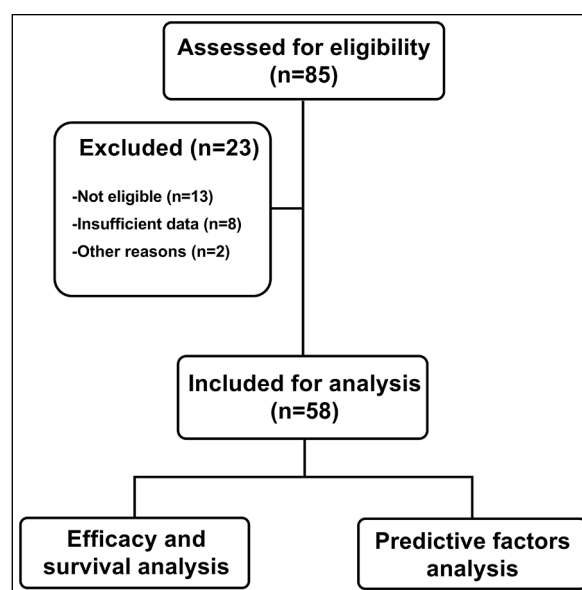 Assessed for eligibility
(n=85)
Excluded (n=23)
-Not eligible (n=13)
-Insufficient data (n=8)
-Other reasons (n=2)
Included for analysis
(n=58)
Efficacy and
survival analysis
Predictive factors
analysis